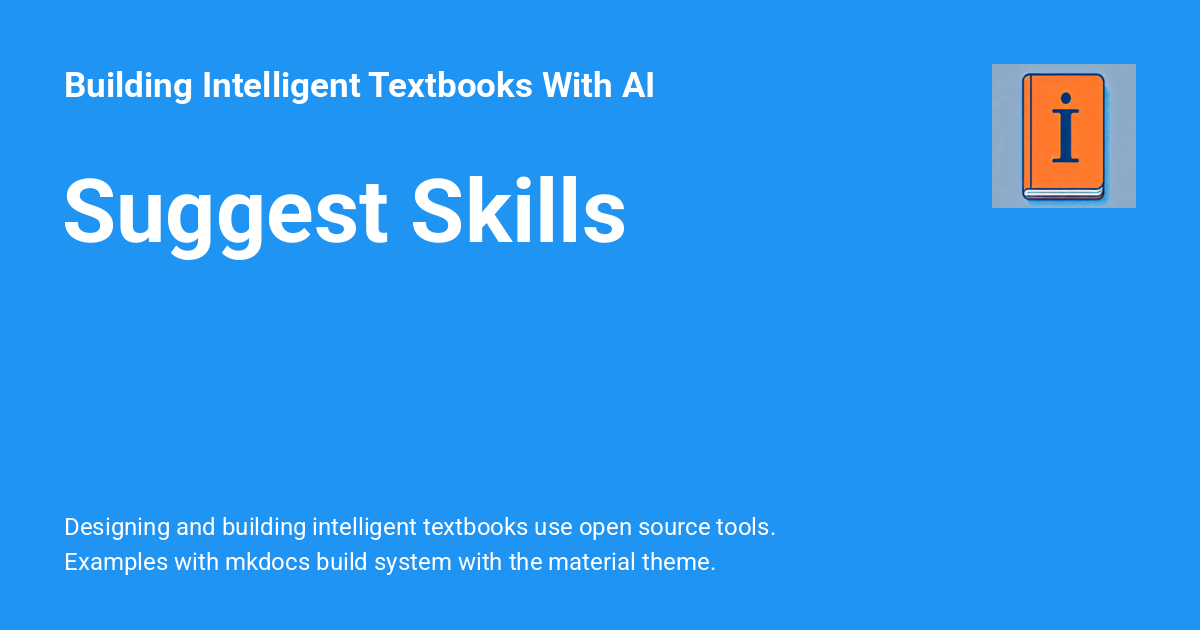 Building Intelligent Textbooks With AI
i
Suggest Skills
Designing and building intelligent textbooks use open source tools.
Examples with mkdocs build system with the material theme.